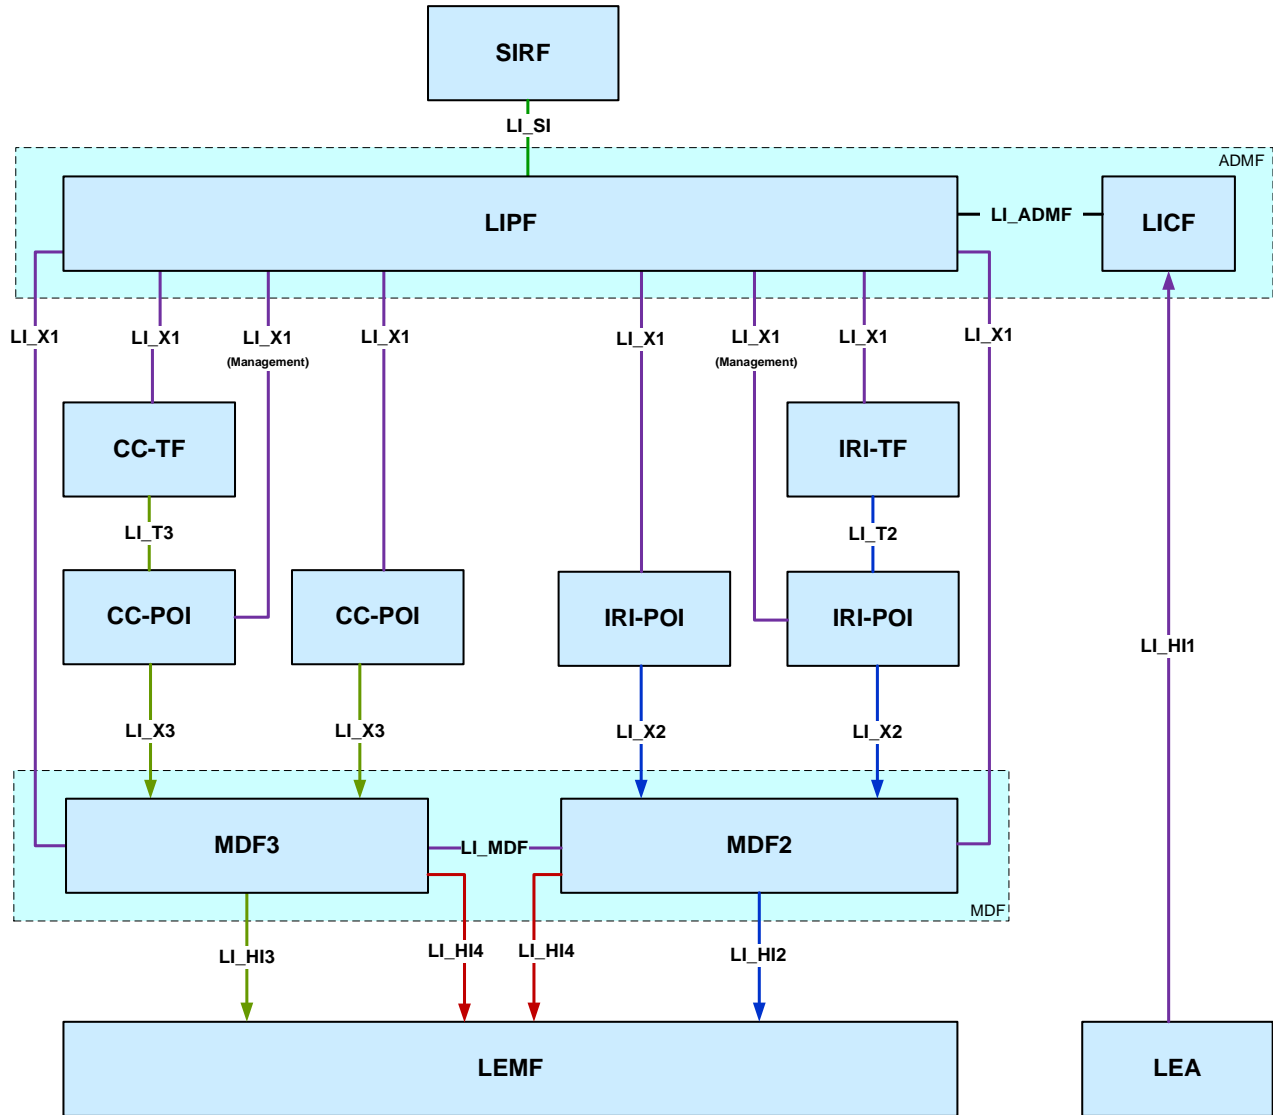 SIRF
LI_SI
ADMF
LIPF
LI_ADMF
LICF
LI_X1
LI_X1
LI_X1
(Management)
LI_X1
LI_X1
LI_X1
(Management)
LI_X1
LI_X1
CC-TF
IRI-TF
LI_T3
LI_T2
CC-POI
CC-POI
IRI-POI
IRI-POI
LI_HI1
LI_X3
LI_X3
LI_X2
LI_X2
MDF3
LI_MDF
MDF2
MDF
LI_HI3
LI_HI4
LI_HI4
LI_HI2
LEMF
LEA